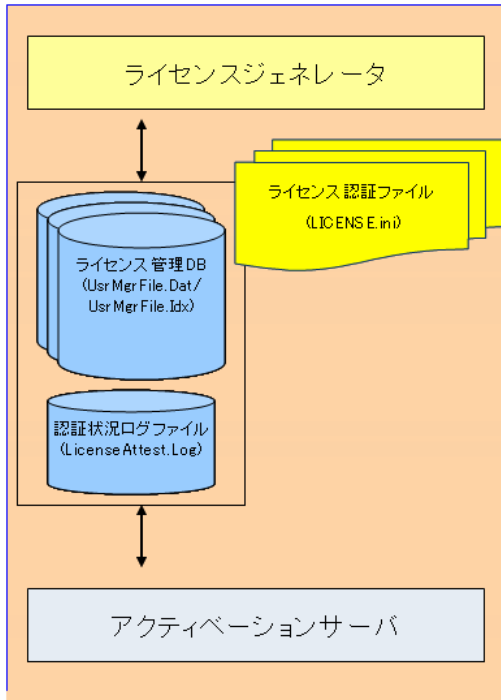 ライセンスジェネレータ
ライセンス認証ファイル
(LICENSE.ini)
ライセンス管理DB
(UsrMgrFile.Dat/
UsrMgrFile.Idx)
認証状況ログファイル
(LicenseAttest.Log)
アクティベーションサーバ